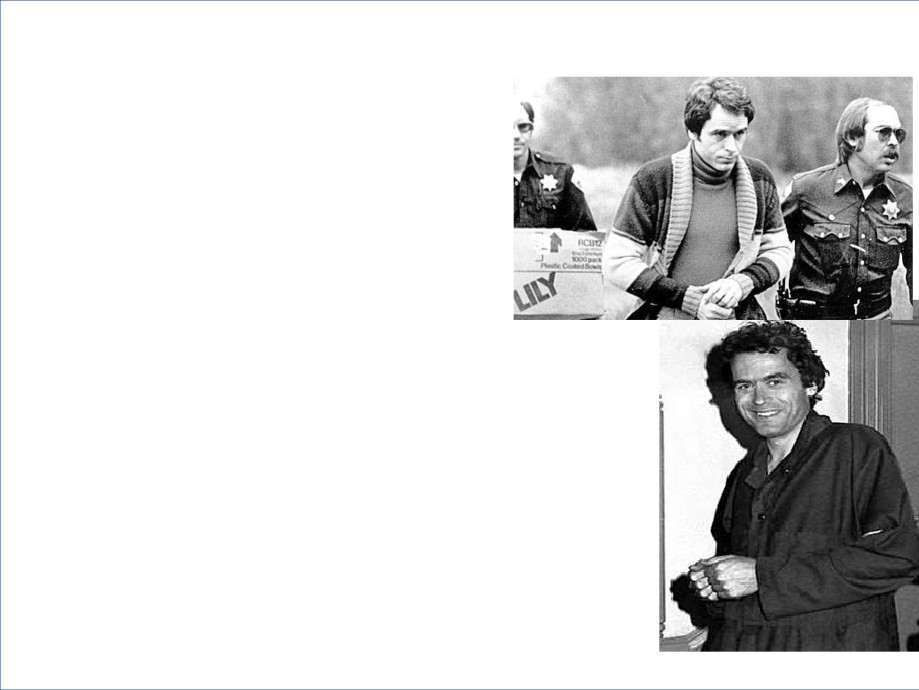 RCB12
1000 pack
Plastic Coated Bowls
LILY